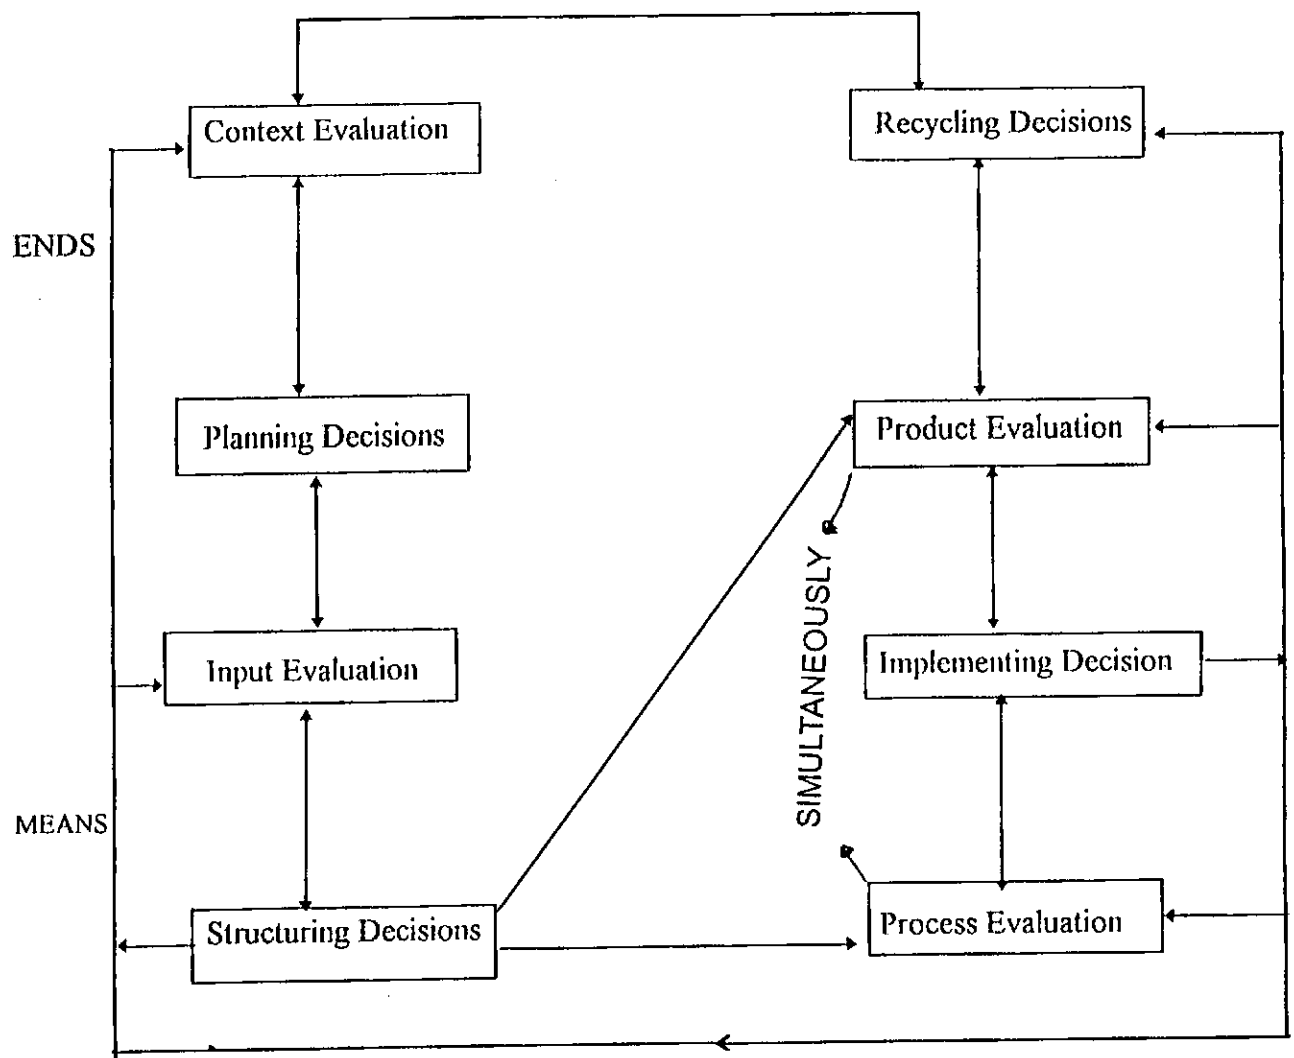 Context Evaluation
Recycling Decisions
ENDS
Planning Decisions
Product Evaluation
SIMULTANEOUSLY
Input Evaluation
Implementing Decision
MEANS
Structuring Decisions
Process Evaluation